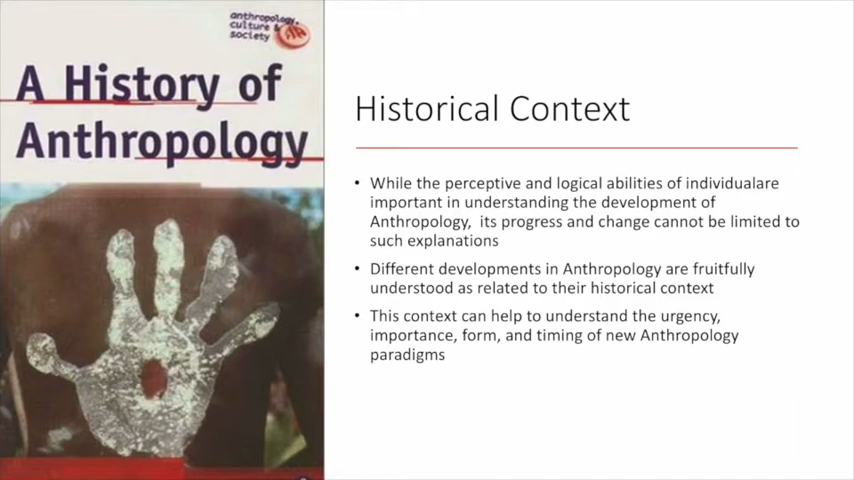 anthropology,
culture &
society
A History of
Anthropology
Historical Context
• While the perceptive and logical abilities of individualare
important in understanding the development of
Anthropology, its progress and change cannot be limited to
such explanations
• Different developments in Anthropology are fruitfully
understood as related to their historical context
• This context can help to understand the urgency,
importance, form, and timing of new Anthropology
paradigms